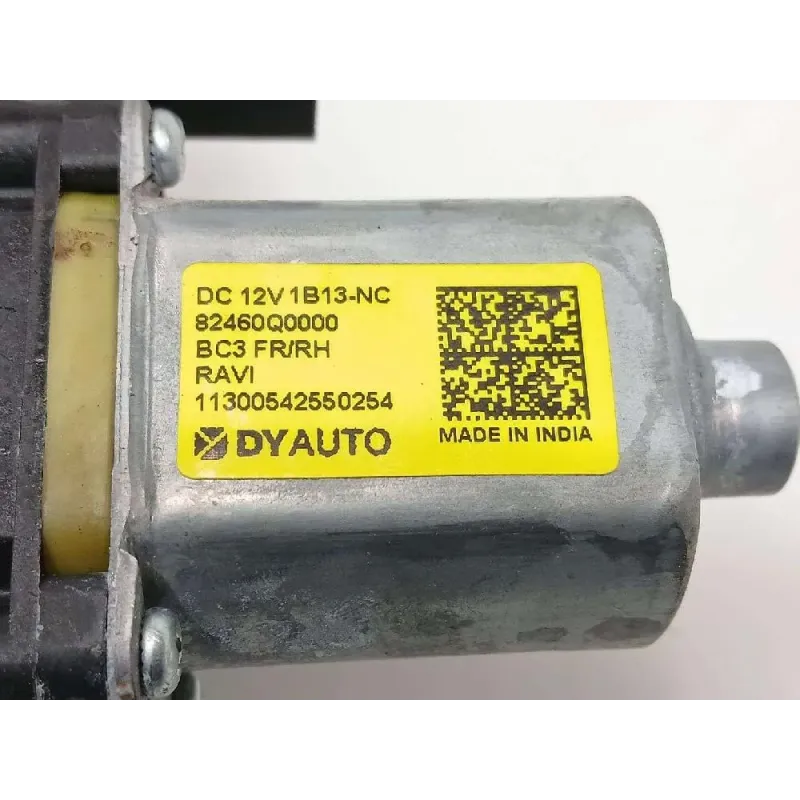 DC 12V 1B13-NC
82460Q0000
BC3 FR/RH
RAVI
11300542550254
DYAUTO
MADE IN INDIA